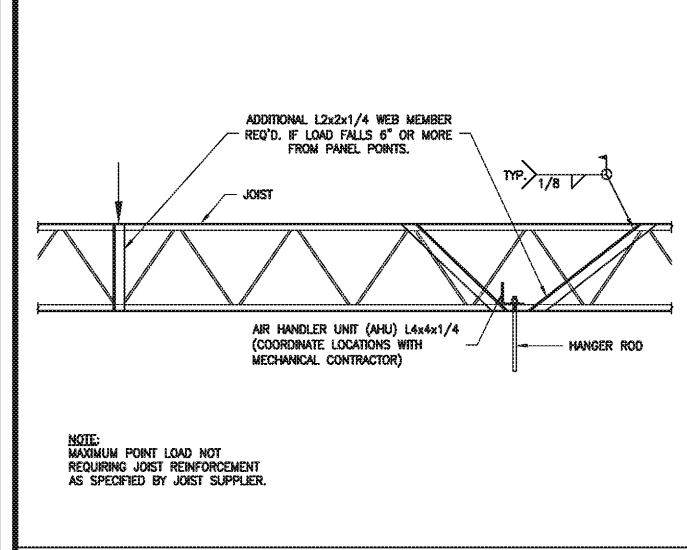 ADDITIONAL L2x2x1/4 WEB MEMBER
REQ'D. IF LOAD FALLS 6" OR MORE
FROM PANEL POINTS.
TYP.
1/8
JOIST
AIR HANDLER UNIT (AHU) L4x4x1/4
(COORDINATE LOCATIONS WITH
MECHANICAL CONTRACTOR)
HANGER ROD
NOTE:
MAXIMUM POINT LOAD NOT
REQUIRING JOIST REINFORCEMENT
AS SPECIFIED BY JOIST SUPPLIER.